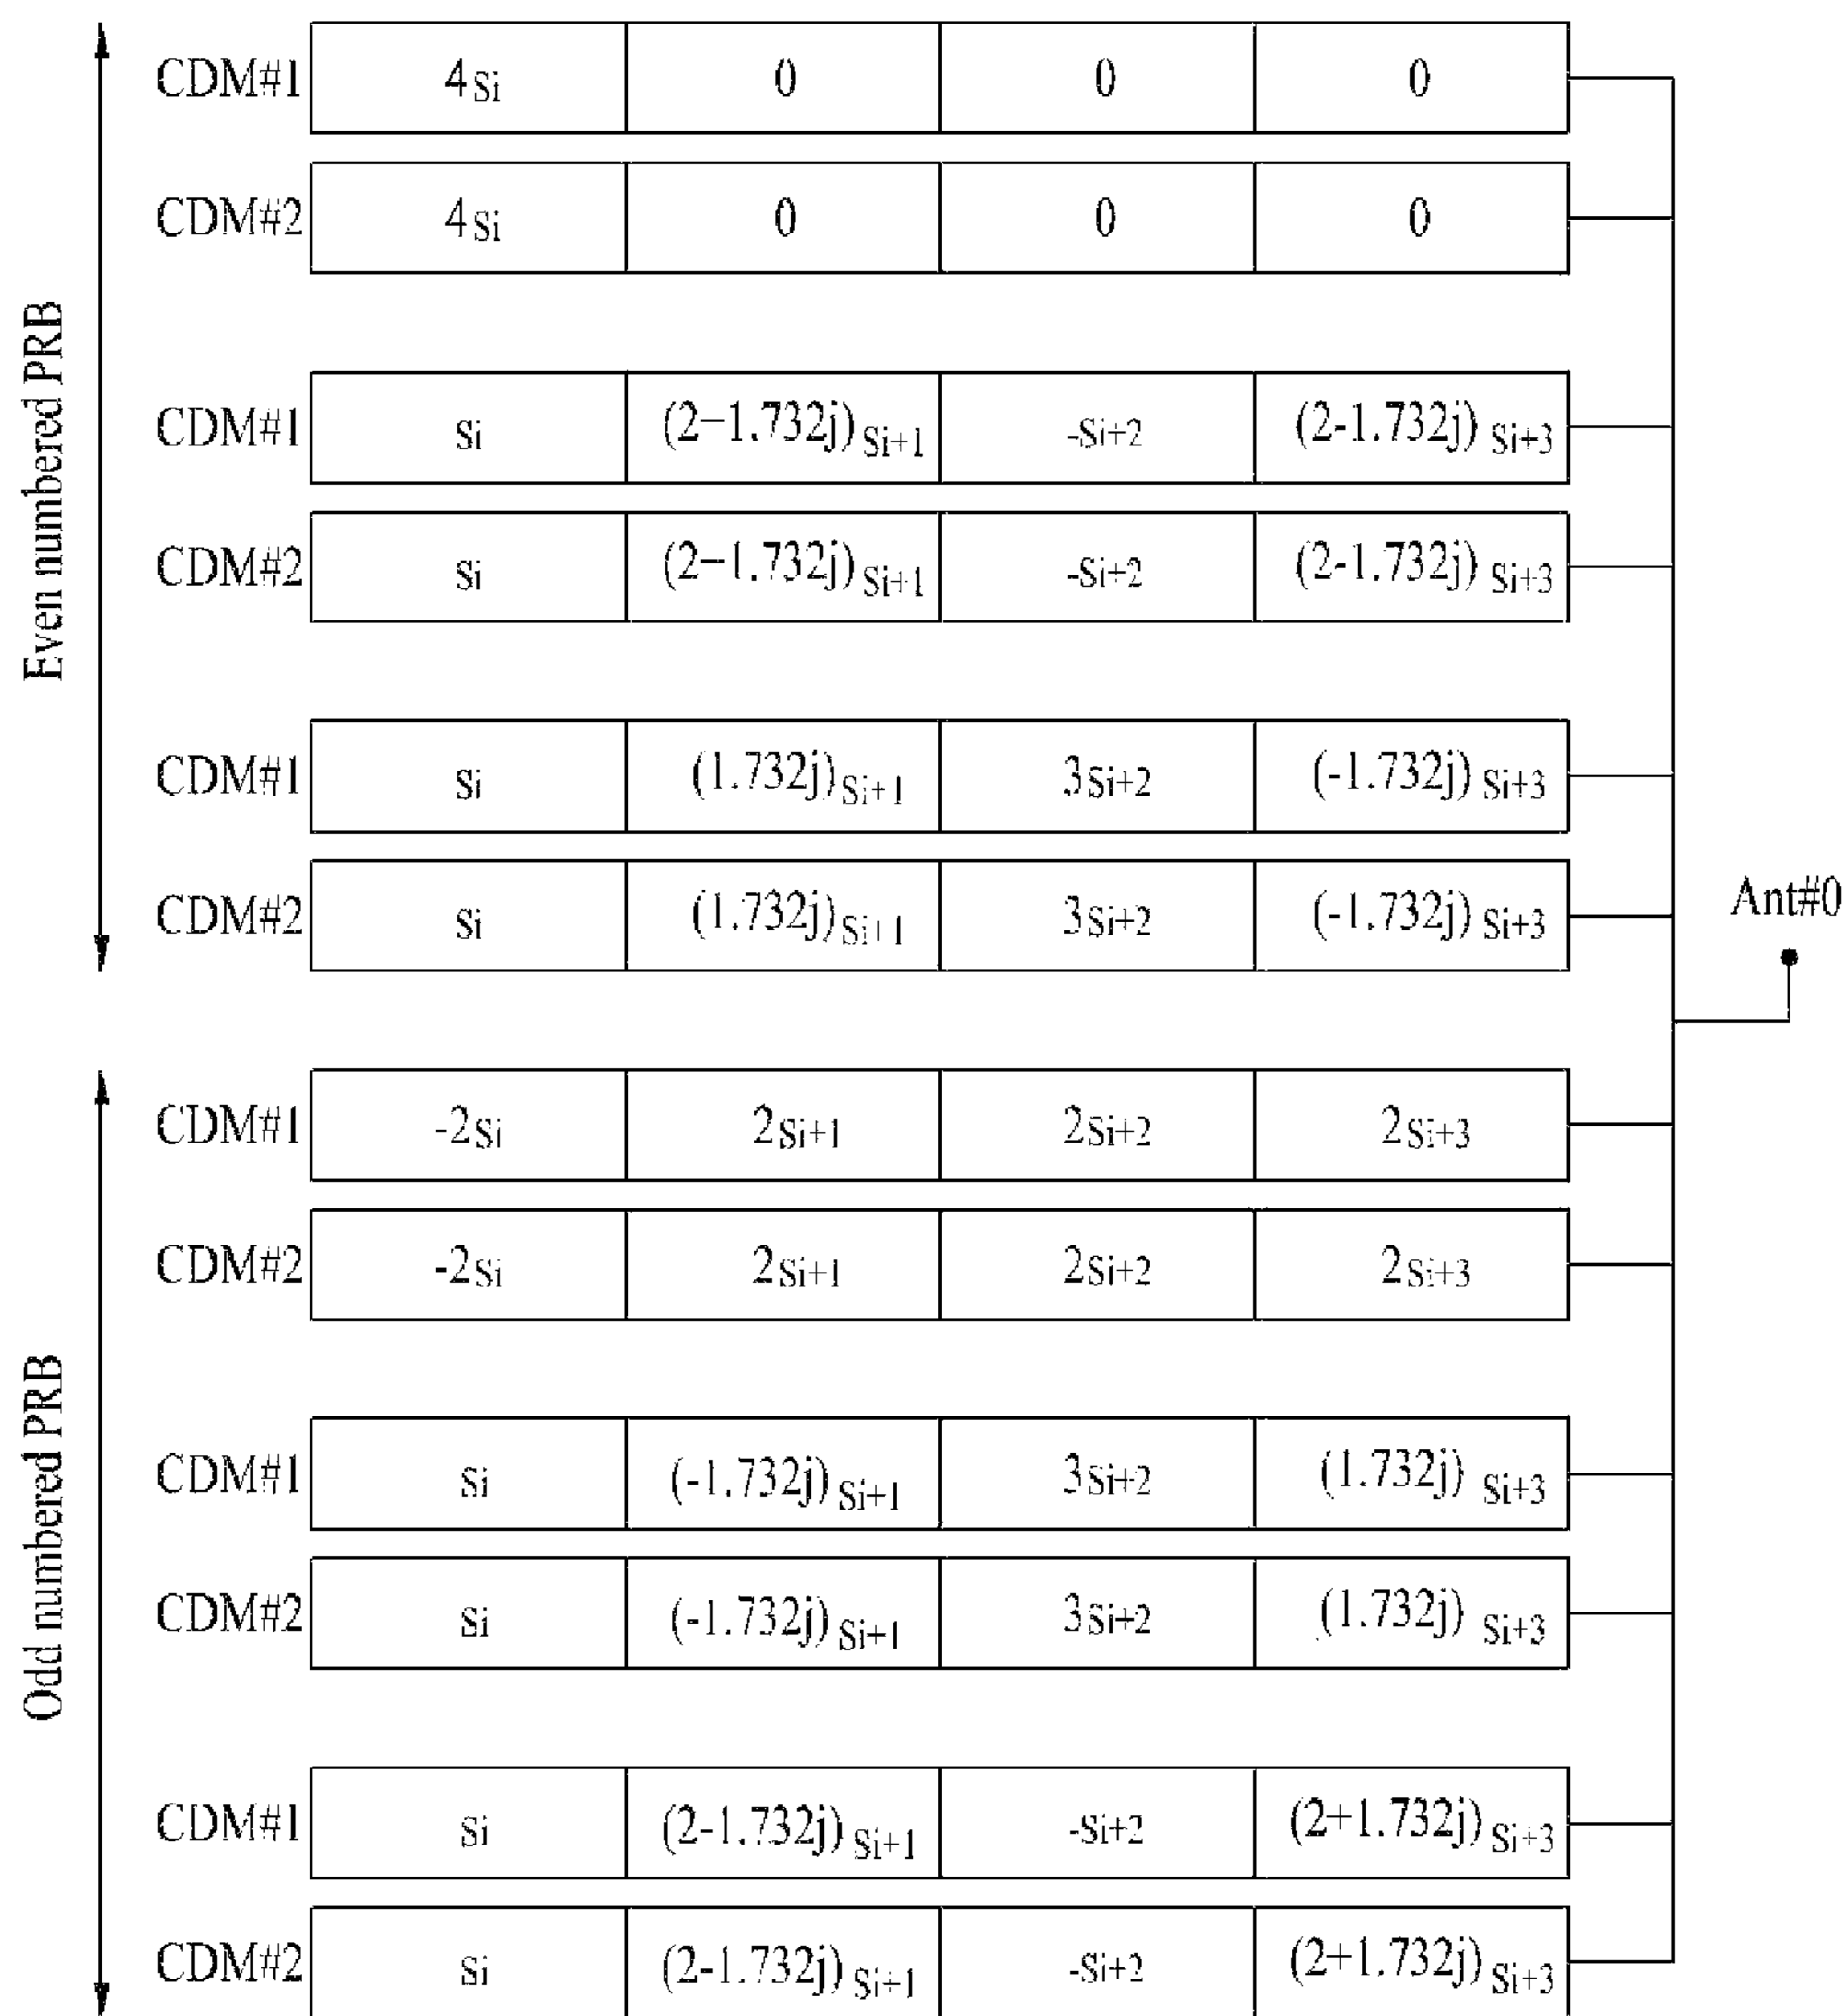 Even numbered PRB
CDM#1 4Si 0 0 0
CDM#2 4Si 0 0 0
CDM#1 Si (2−1.732j)Si+1 -Si+2 (2-1.732j) Si+3
CDM#2 Si (2−1.732j)Si+1 -Si+2 (2-1.732j) Si+3
CDM#1 Si (1.732j)Si+1 3Si+2 (-1.732j) Si+3
CDM#2 Si (1.732j)Si+1 3Si+2 (-1.732j) Si+3
Ant#0
Odd numbered PRB
CDM#1 -2Si 2Si+1 2Si+2 2Si+3
CDM#2 -2Si 2Si+1 2Si+2 2Si+3
CDM#1 Si (-1.732j) Si+1 3Si+2 (1.732j) Si+3
CDM#2 Si (-1.732j) Si+1 3Si+2 (1.732j) Si+3
CDM#1 Si (2-1.732j) Si+1 -Si+2 (2+1.732j) Si+3
CDM#2 Si (2-1.732j) Si+1 -Si+2 (2+1.732j) Si+3